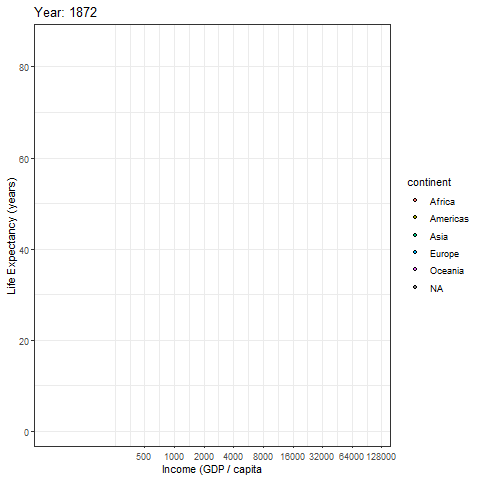 Year: 1872
Life Expectancy (years)
80
60
40
20
0
500 1000 2000 4000 8000 16000 32000 64000 128000
Income (GDP / capita
continent
Africa
Americas
Asia
Europe
Oceania
NA